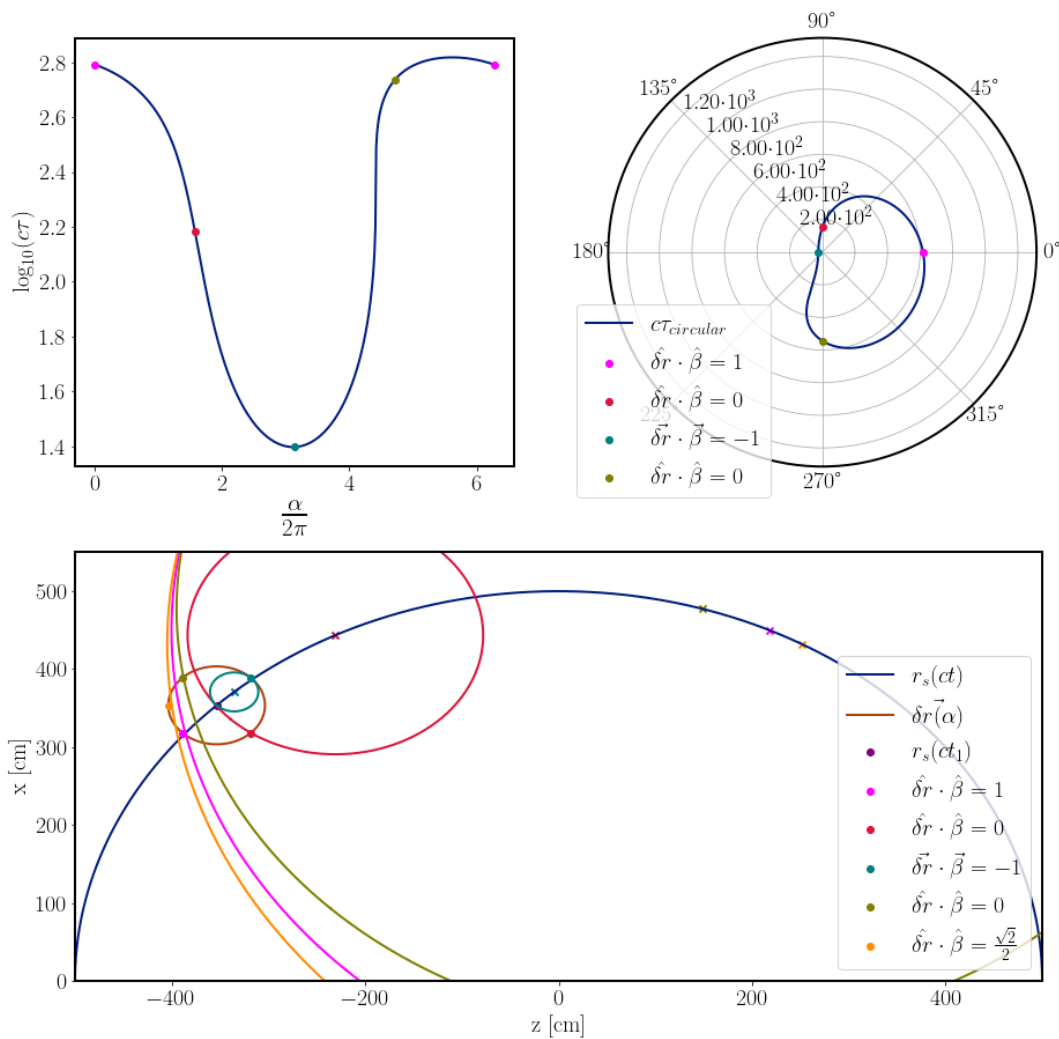 2.8
2.6
2.4
2.2
2.0
1.8
1.6
1.4
log₁₀(cτ)
0 2 4 6
α/2π
90°
135° 45°
1.20·10³
1.00·10³
8.00·10²
6.00·10²
4.00·10²
2.00·10²
180° 0°
225° 315°
270°
cτ_circular
δ̂r · β̂ = 1
δ̂r · β̂ = 0
δ⃗r · β⃗ = −1
δ̂r · β̂ = 0
500
400
300
200
100
0
x [cm]
−400 −200 0 200 400
z [cm]
r_s(ct)
δr⃗(α)
r_s(ct₁)
δ̂r · β̂ = 1
δ̂r · β̂ = 0
δ⃗r · β⃗ = −1
δ̂r · β̂ = 0
δ̂r · β̂ = √2/2